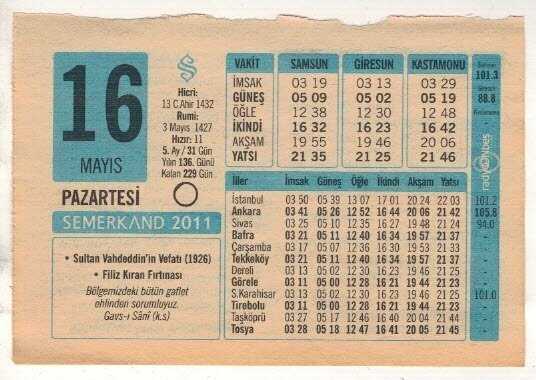 16
MAYIS
PAZARTESİ
SEMERKAND 2011
Hicri:
13 C.Ahir 1432
Rumi:
3 Mayıs 1427
Hızır: 11
5. Ay / 31 Gün
Yılın 136. Günü
Kalan 229 Gün
• Sultan Vahdeddin'in Vefatı (1926)
• Filiz Kıran Fırtınası
Bölgemizdeki bütün gaflet
ehlinden sorumluyuz.
Gavs-ı Sânî (k.s)
VAKİT SAMSUN GİRESUN KASTAMONU
İMSAK 03 19 03 13 03 29
GÜNEŞ 05 09 05 02 05 19
ÖĞLE 12 38 12 30 12 48
İKİNDİ 16 32 16 23 16 42
AKŞAM 19 55 19 46 20 06
YATSI 21 35 21 25 21 46
İller İmsak Güneş Öğle İkindi Akşam Yatsı
İstanbul 03 50 05 39 13 07 17 01 20 24 22 03
Ankara 03 41 05 26 12 52 16 44 20 06 21 42
Sivas 03 25 05 10 12 35 16 27 19 48 21 24
Bafra 03 21 05 11 12 40 16 34 19 57 21 37
Çarşamba 03 17 05 07 12 36 16 30 19 53 21 33
Tekkeköy 03 21 05 11 12 37 16 30 19 53 21 33
Dereli 03 13 05 02 12 30 16 23 19 46 21 25
Görele 03 11 05 00 12 28 16 21 19 44 21 23
Ş.Karahisar 03 13 05 02 12 30 16 23 19 46 21 25
Tirebolu 03 11 05 00 12 28 16 21 19 44 21 23
Taşköprü 03 27 05 17 12 46 16 40 20 04 21 44
Tosya 03 28 05 18 12 47 16 41 20 05 21 45
Samsun
101.3
Giresun
88.8
Kastamonu
101.2
105.8
94.0
101.0